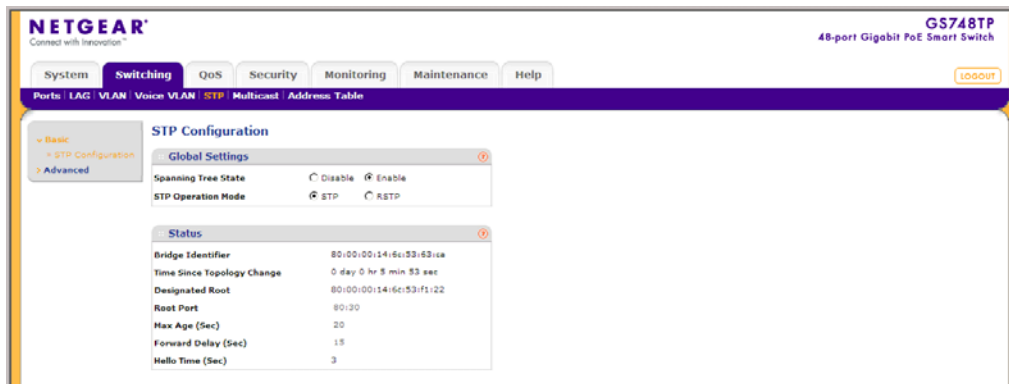 NETGEAR®
Connect with Innovation™
GS748TP
48-port Gigabit PoE Smart Switch
System Switching QoS Security Monitoring Maintenance Help
LOGOUT
Ports LAG VLAN Voice VLAN STP Multicast Address Table
Basic
STP Configuration
Advanced
STP Configuration
Global Settings
Spanning Tree State Disable Enable
STP Operation Mode STP RSTP
Status
Bridge Identifier 80:00:00:14:6c:53:63:ca
Time Since Topology Change 0 day 0 hr 5 min 53 sec
Designated Root 80:00:00:14:6c:53:f1:22
Root Port 80:30
Max Age (Sec) 20
Forward Delay (Sec) 15
Hello Time (Sec) 3